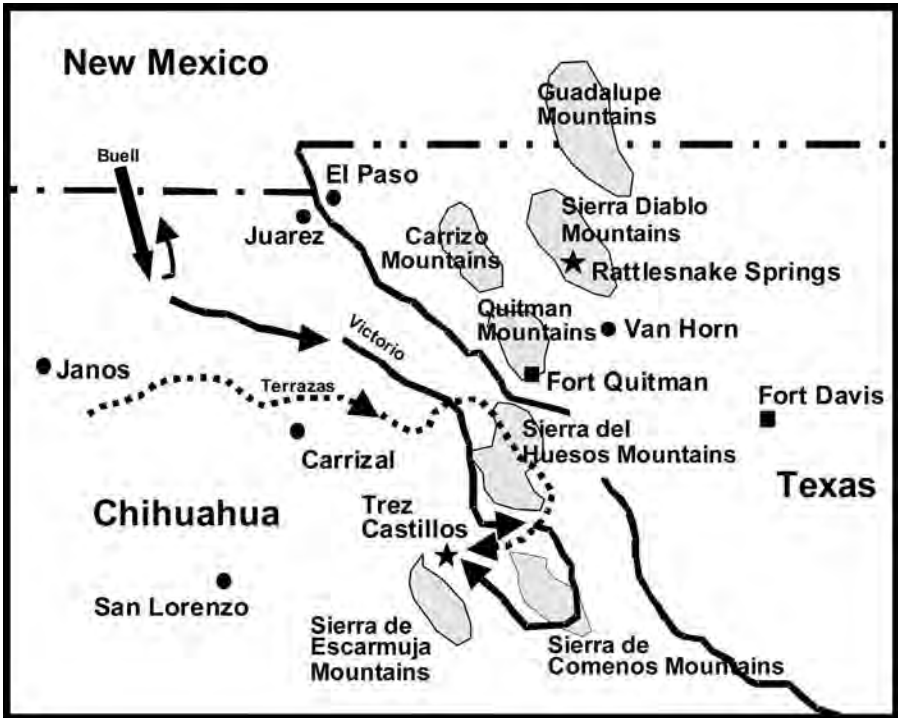 New Mexico
Guadalupe
Mountains
Buell
El Paso
Juarez
Carrizo
Mountains
Sierra Diablo
Mountains
Rattlesnake Springs
Quitman
Mountains
Van Horn
Victorio
Janos
Terrazas
Fort Quitman
Fort Davis
Carrizal
Sierra del
Huesos Mountains
Texas
Chihuahua
Trez
Castillos
San Lorenzo
Sierra de
Escarmuja
Mountains
Sierra de
Comenos Mountains